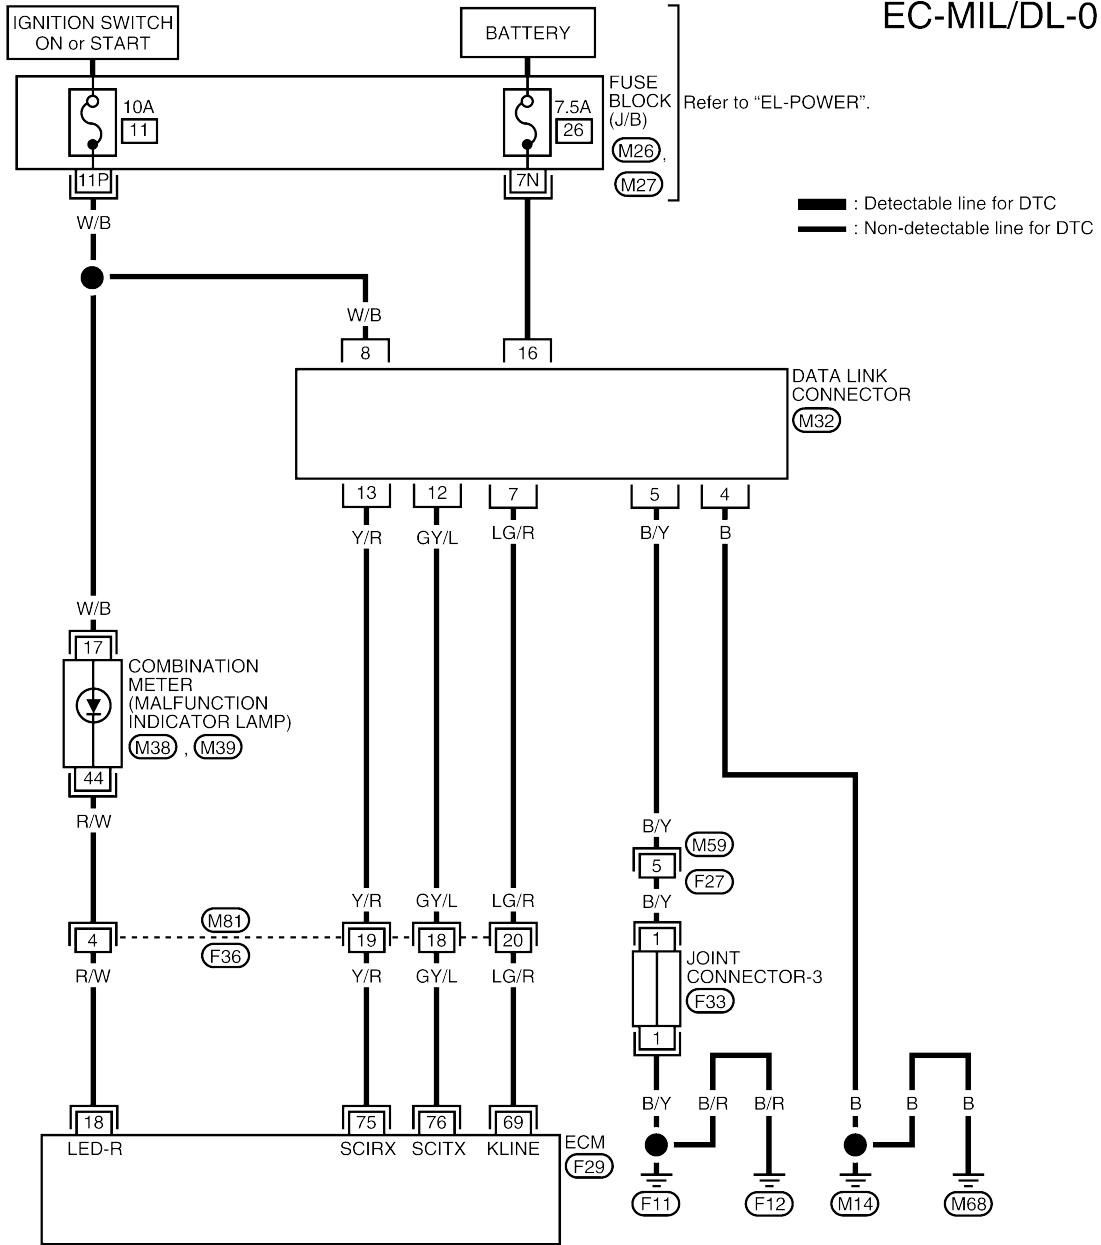 EC-MIL/DL-0
IGNITION SWITCH
ON or START
BATTERY
10A
11
7.5A
26
FUSE
BLOCK
(J/B)
M26 ,
M27
Refer to “EL-POWER”.
11P
7N
: Detectable line for DTC
: Non-detectable line for DTC
W/B
W/B
8
16
DATA LINK
CONNECTOR
M32
13
12
7
5
4
Y/R
GY/L
LG/R
B/Y
B
W/B
17
COMBINATION
METER
(MALFUNCTION
INDICATOR LAMP)
M38 , M39
44
R/W
B/Y
M59
5
F27
B/Y
Y/R
GY/L
LG/R
M81
4
19
18
20
F36
1
JOINT
CONNECTOR-3
F33
1
R/W
Y/R
GY/L
LG/R
B/Y
B/R
B/R
B
B
B
18
75
76
69
LED-R
SCIRX
SCITX
KLINE
ECM
F29
F11
F12
M14
M68